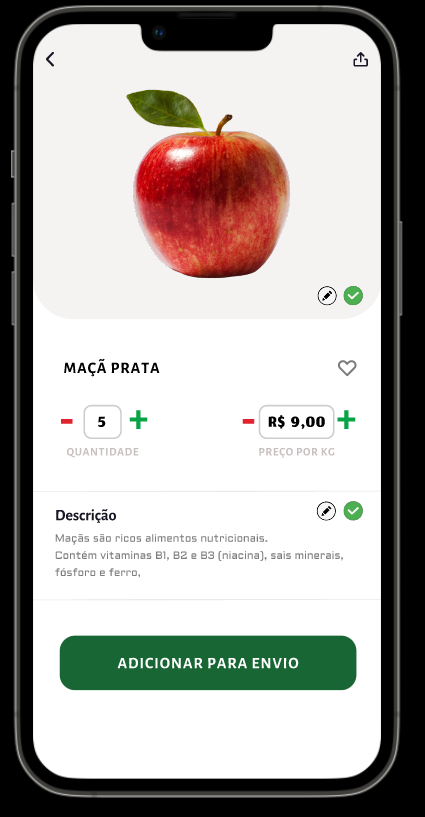 MAÇÃ PRATA
- 5 + - R$ 9,00 +
QUANTIDADE PREÇO POR KG
Descrição
Maçãs são ricos alimentos nutricionais.
Contém vitaminas B1, B2 e B3 (niacina), sais minerais,
fósforo e ferro,
ADICIONAR PARA ENVIO